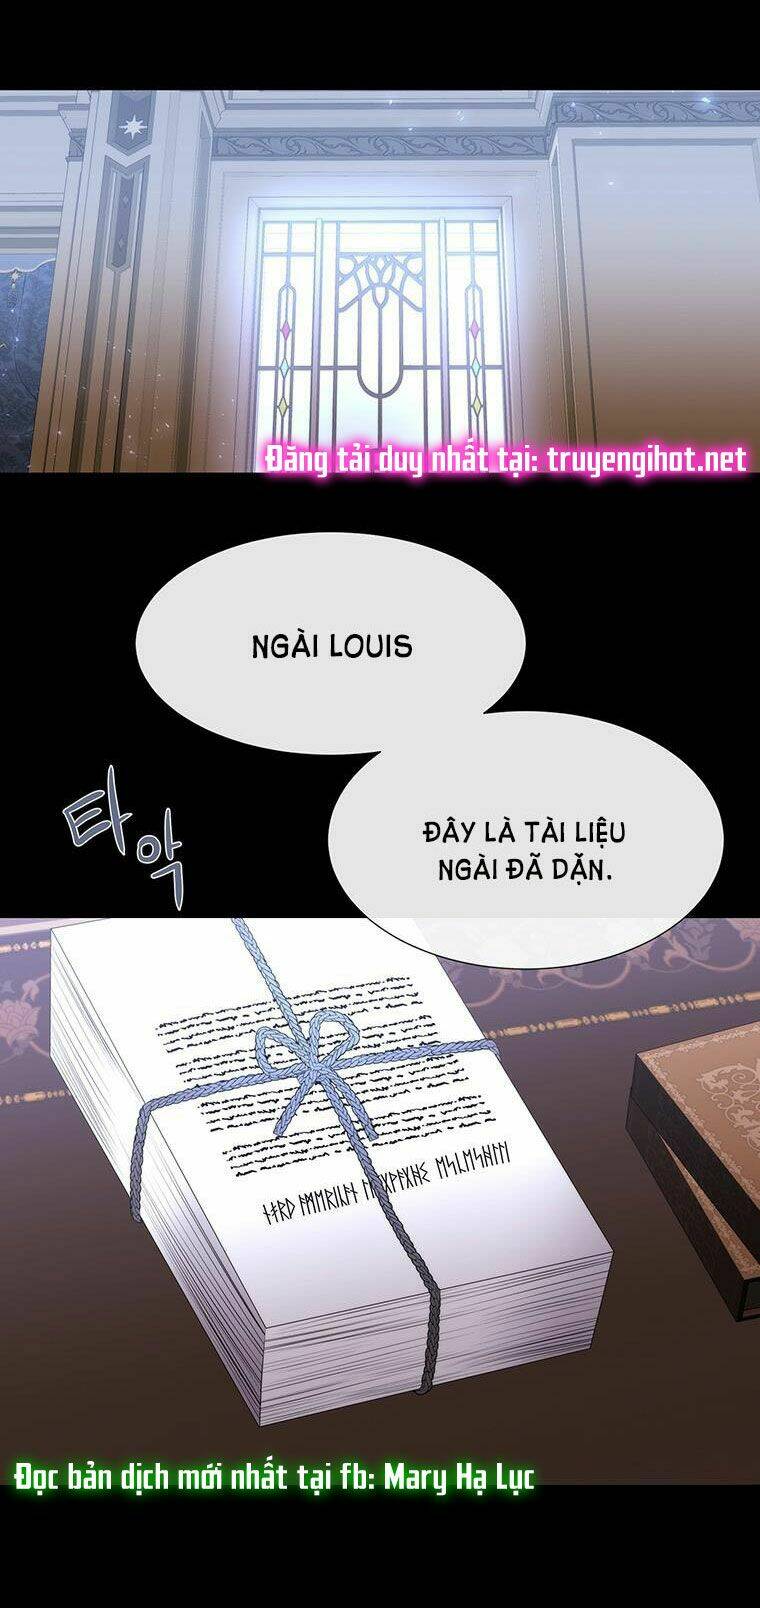 Đăng tải duy nhất tại: truyengihot.net
NGÀI LOUIS
ĐÂY LÀ TÀI LIỆU
NGÀI ĐÃ DẶN.
타악
Đọc bản dịch mới nhất tại fb: Mary Hạ Lục